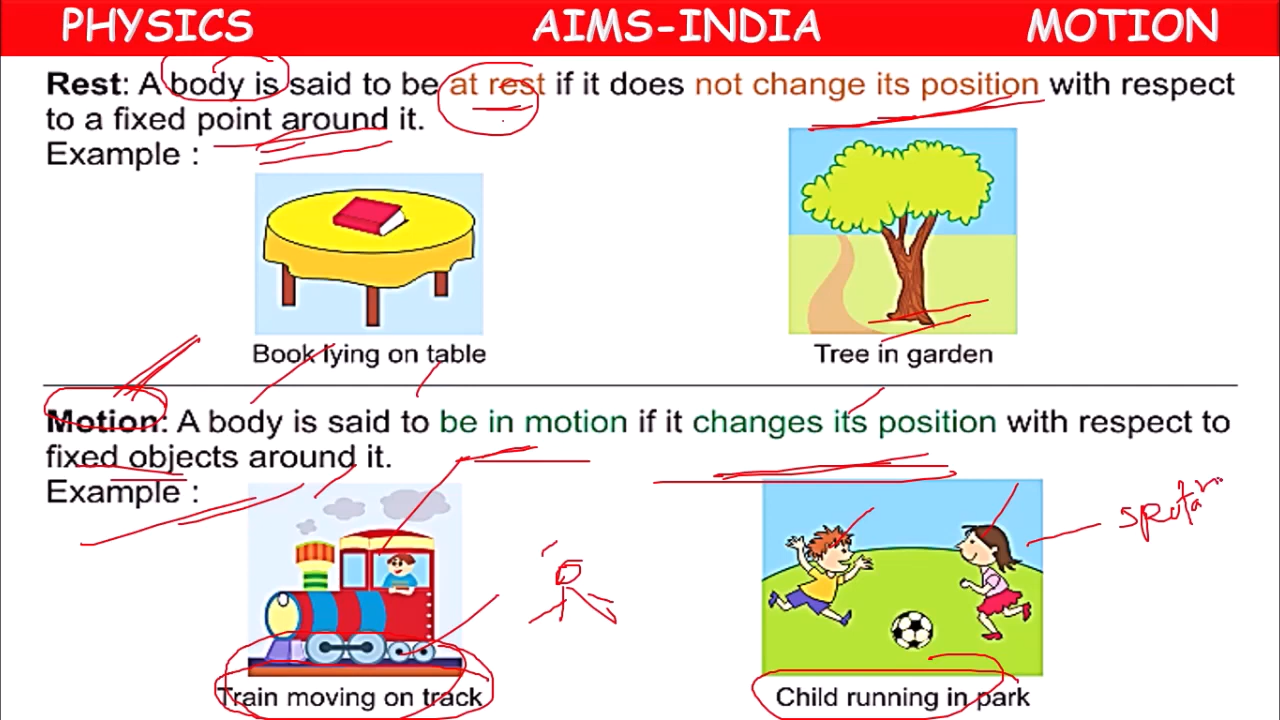 PHYSICS AIMS-INDIA MOTION
Rest: A body is said to be at rest if it does not change its position with respect
to a fixed point around it.
Example :
Book lying on table Tree in garden
Motion: A body is said to be in motion if it changes its position with respect to
fixed objects around it.
Example :
Train moving on track Child running in park